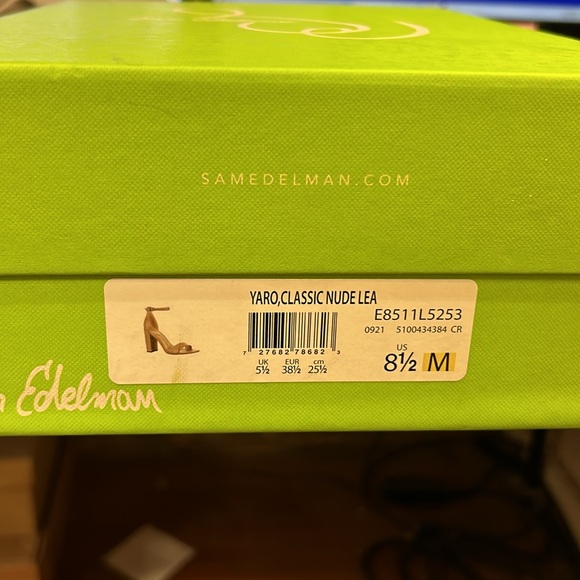 SAMEDELMAN.COM
YARO,CLASSIC NUDE LEA
E8511L5253
0921 5100434384 CR
7 27682 78682 3
UK EUR cm
5½ 38½ 25½
US
8½ M
Edelman